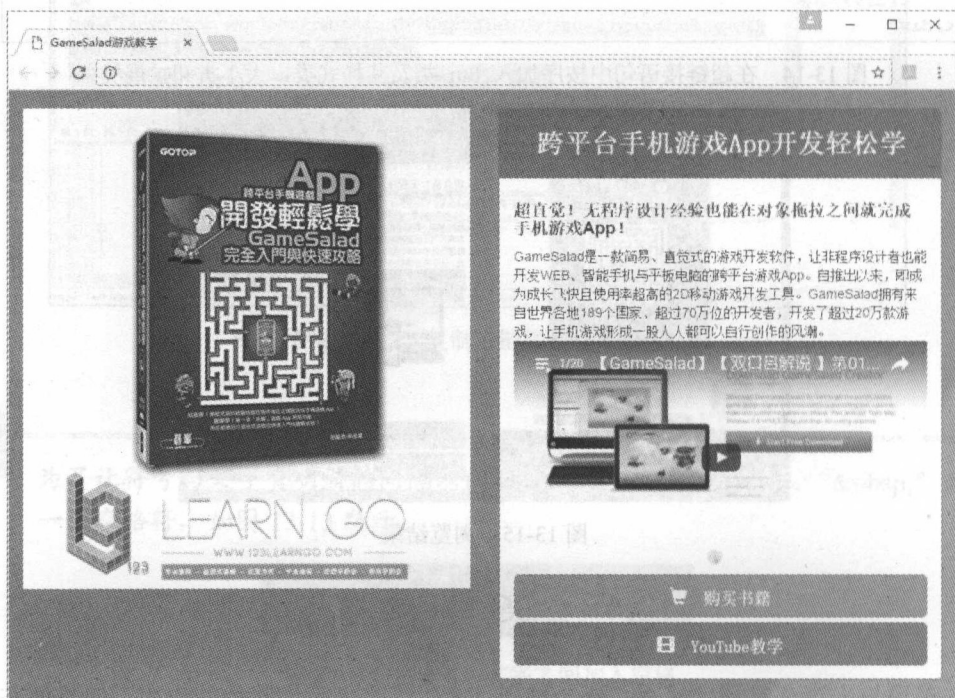 GameSalad游戏教学
GOTOP
App
跨平台手機遊戲
開發輕鬆學
GameSalad
完全入門與快速攻略
LEARN GO
WWW.123LEARNGO.COM
123
跨平台手机游戏App开发轻松学
超直觉！无程序设计经验也能在对象拖拉之间就完成
手机游戏App！
GameSalad是一款简易、直觉式的游戏开发软件，让非程序设计者也能
开发WEB、智能手机与平板电脑的跨平台游戏App。自推出以来，即成
为成长飞快且使用率超高的2D移动游戏开发工具。GameSalad拥有来
自世界各地189个国家、超过70万位的开发者，开发了超过20万款游
戏，让手机游戏形成一般人人都可以自行创作的风潮。
1/20 【GameSalad】【双口吕解说 】第01...
购买书籍
YouTube教学